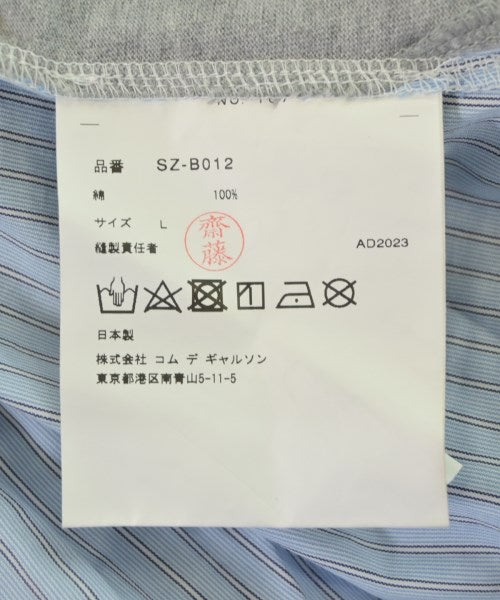 品番 SZ-B012
綿 100%
サイズ L
縫製責任者 齋藤 AD2023
日本製
株式会社 コム デ ギャルソン
東京都港区南青山5-11-5